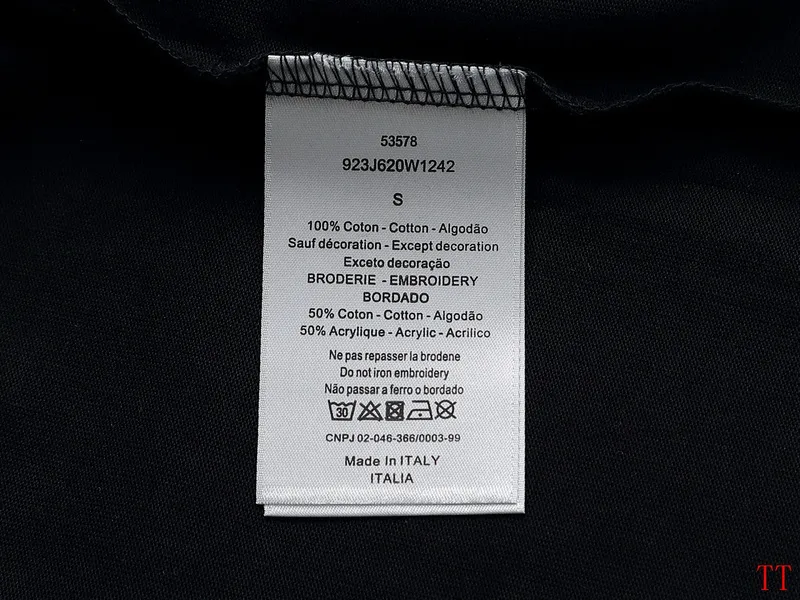 53578
923J620W1242
S
100% Coton - Cotton - Algodão
Sauf décoration - Except decoration
Exceto decoração
BRODERIE - EMBROIDERY
BORDADO
50% Coton - Cotton - Algodão
50% Acrylique - Acrylic - Acrilico
Ne pas repasser la brodene
Do not iron embroidery
Não passar a ferro o bordado
30
CNPJ 02-046-366/0003-99
Made In ITALY
ITALIA
TT